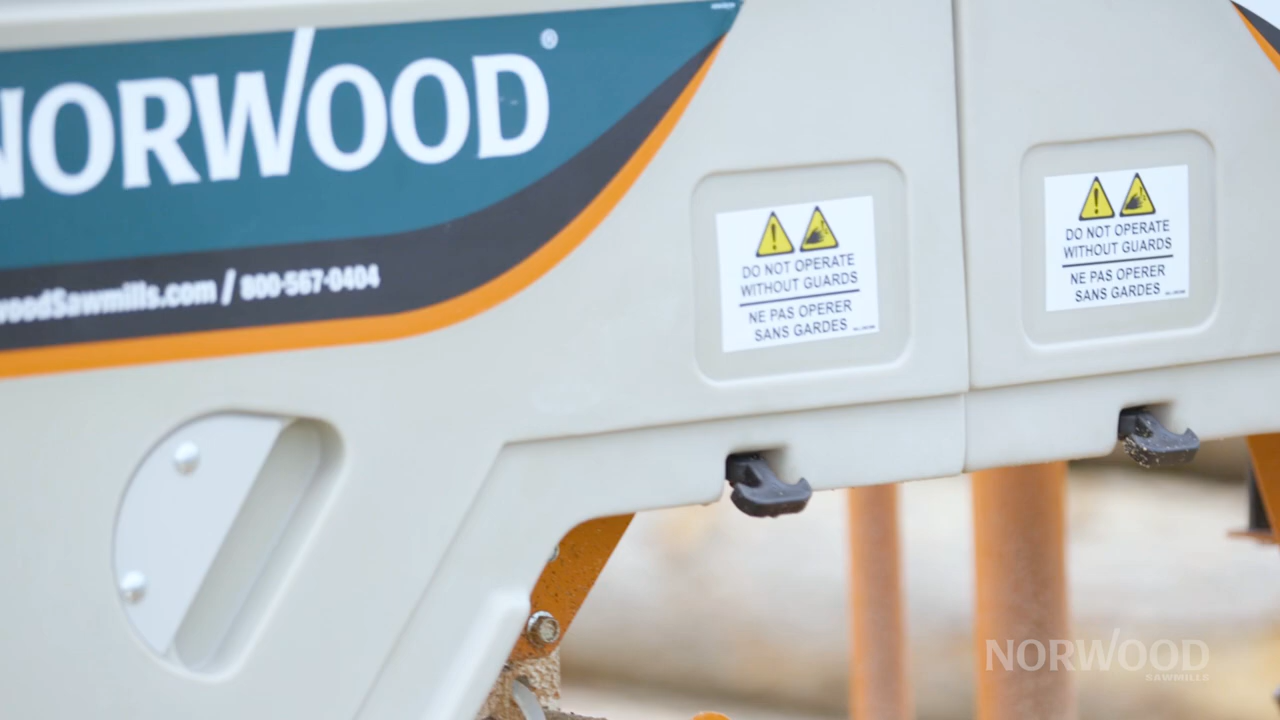 NORWOOD®
woodSawmills.com / 800-567-0404
DO NOT OPERATE
WITHOUT GUARDS
NE PAS OPERER
SANS GARDES
DO NOT OPERATE
WITHOUT GUARDS
NE PAS OPERER
SANS GARDES
NORWOOD
SAWMILLS